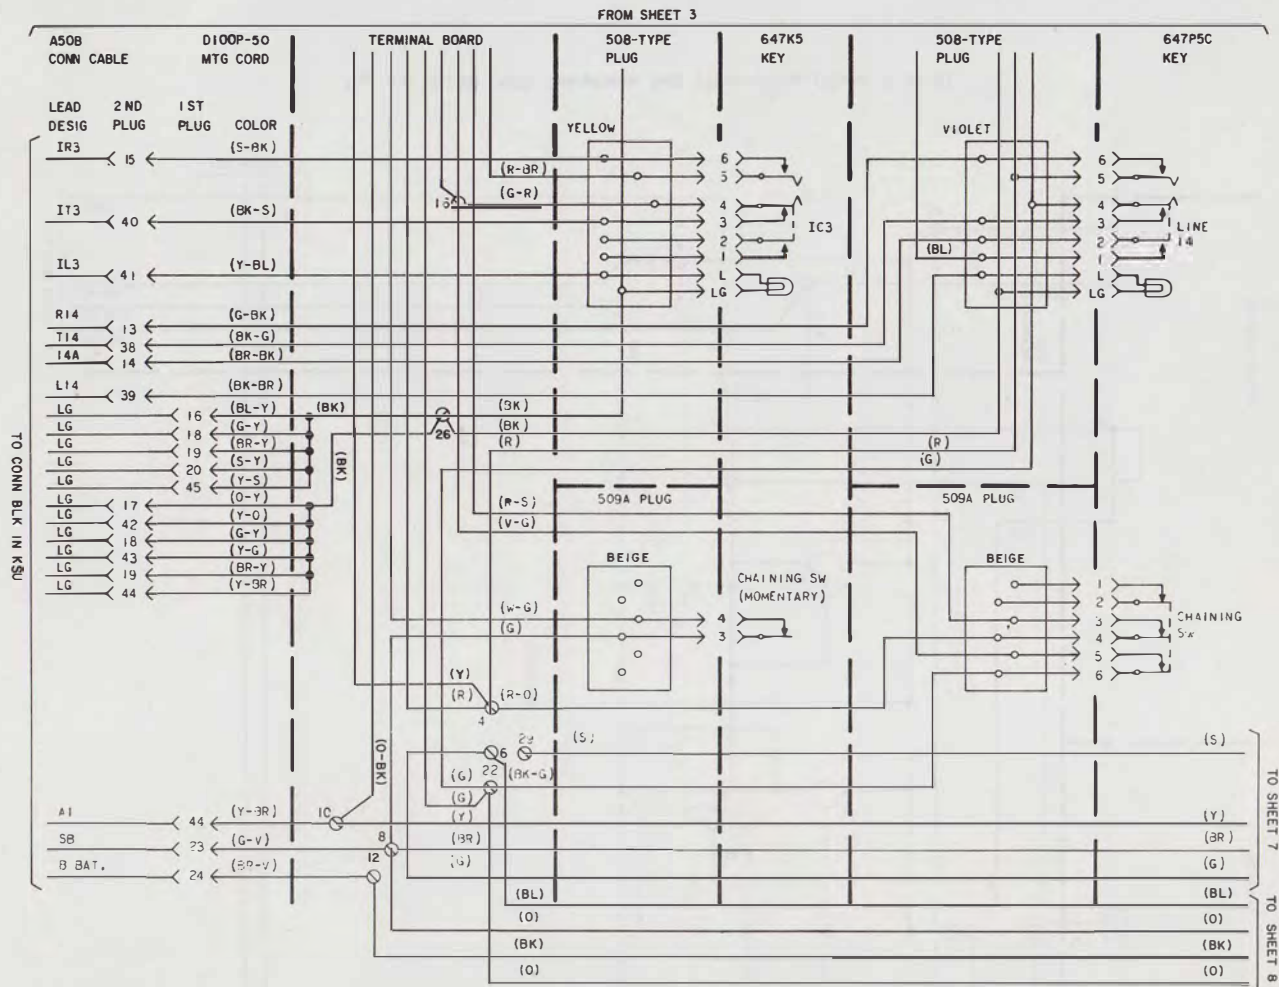 FROM SHEET 3
A50B CONN CABLE
D100P-50 MTG CORD
TERMINAL BOARD
508-TYPE PLUG
647K5 KEY
508-TYPE PLUG
647P5C KEY
LEAD DESIG
2ND PLUG
1ST PLUG
COLOR
YELLOW
VIOLET
TO CONN BLK IN KSU
IR3 15 (S-BK)
IT3 40 (BK-S)
IL3 41 (Y-BL)
R14 13 (G-BK)
T14 38 (BK-G)
14A 14 (BR-BK)
L14 39 (BK-BR)
LG 16 (BL-Y)
LG 18 (G-Y)
LG 19 (BR-Y)
LG 20 (S-Y)
LG 45 (Y-S)
LG 17 (O-Y)
LG 42 (Y-O)
LG 18 (G-Y)
LG 43 (Y-G)
LG 19 (BR-Y)
LG 44 (Y-BR)
(BK)
(BK)
16
26
(R-BR)
(G-R)
(BK)
(BK)
(R)
6
5
4
3
2
1
L
LG
IC3
(BL)
6
5
4
3
2
1
L
LG
LINE 14
(R)
(G)
509A PLUG
509A PLUG
(R-S)
(V-G)
BEIGE
CHAINING SW (MOMENTARY)
(W-G) 4
(G) 3
BEIGE
1
2
3
4
5
6
CHAINING SW
(Y)
(R) (R-O)
4
(O-BK)
6 29 (S)
(S)
22
(G) (BK-G)
(G)
A1 44 (Y-BR) 10 (Y) (Y)
SB 23 (G-V) 8 (BR) (BR)
12 (G) (G)
B BAT. 24 (BR-V)
(BL) (BL)
(O) (O)
(BK) (BK)
(O) (O)
TO SHEET 7
TO SHEET 8